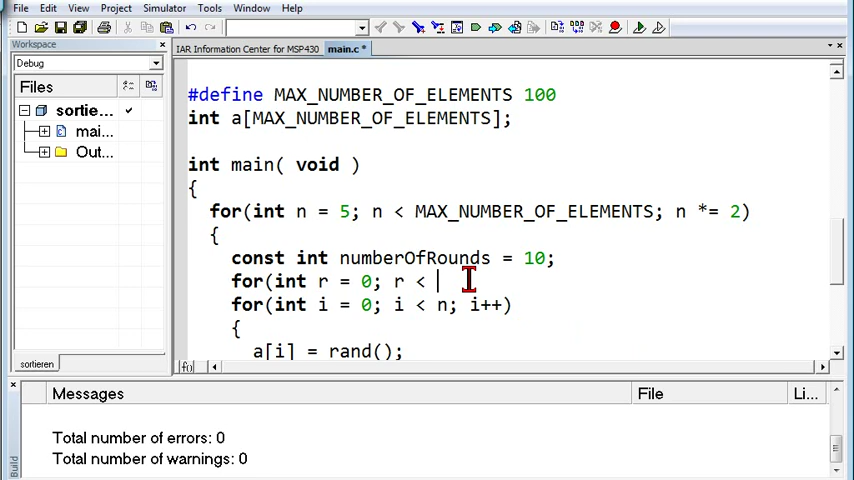 File Edit View Project Simulator Tools Window Help
Workspace
IAR Information Center for MSP430 main.c *
Debug
Files
sortie...
mai...
Out...
sortieren
#define MAX_NUMBER_OF_ELEMENTS 100
int a[MAX_NUMBER_OF_ELEMENTS];
int main( void )
{
for(int n = 5; n < MAX_NUMBER_OF_ELEMENTS; n *= 2)
{
const int numberOfRounds = 10;
for(int r = 0; r <
for(int i = 0; i < n; i++)
{
a[i] = rand();
Messages File Li...
Total number of errors: 0
Total number of warnings: 0
Build